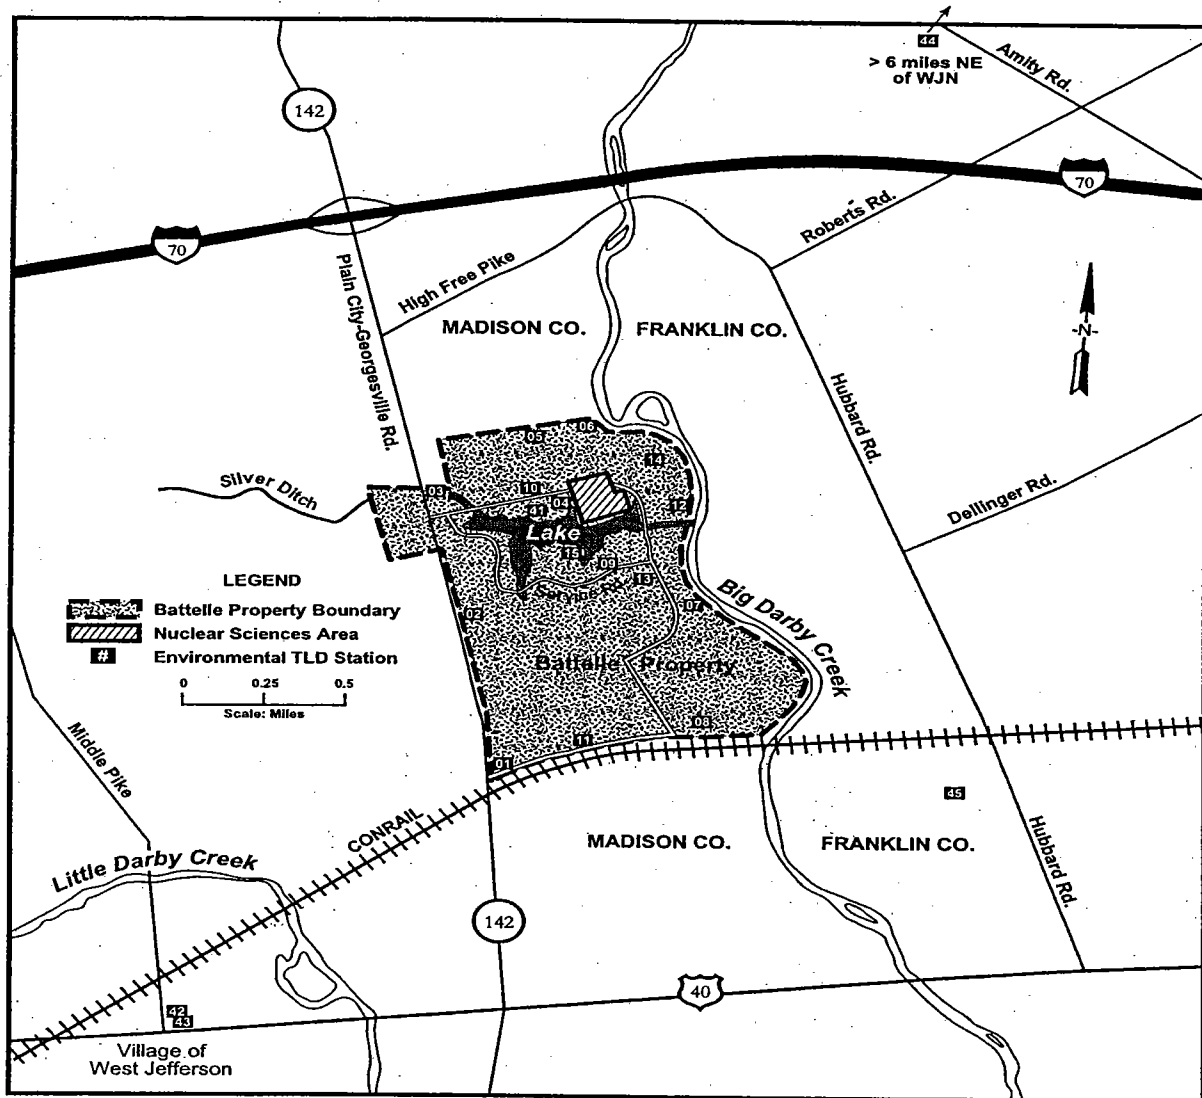 44
> 6 miles NE
of WJN
Amity Rd.
142
70
70
Roberts Rd.
High Free Pike
Plain City-Georgesville Rd.
MADISON CO.
FRANKLIN CO.
-N-
Hubbard Rd.
Dellinger Rd.
Silver Ditch
05
06
14
03
10
04
41
12
Lake
15
09
13
Service Rd.
02
07
Big Darby Creek
Battelle Property
08
11
01
LEGEND
Battelle Property Boundary
Nuclear Sciences Area
# Environmental TLD Station
0 0.25 0.5
Scale: Miles
Middle Pike
CONRAIL
45
MADISON CO.
FRANKLIN CO.
Hubbard Rd.
Little Darby Creek
142
40
42
43
Village of
West Jefferson